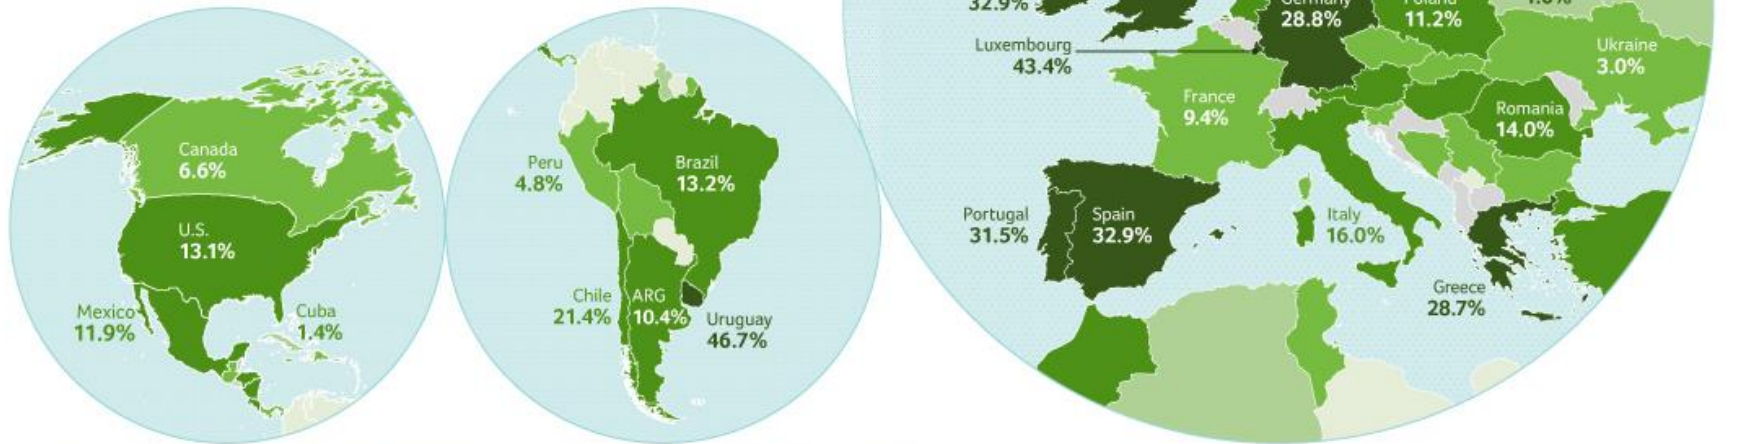 Canada
6.6%
U.S.
13.1%
Mexico
11.9%
Cuba
1.4%
Peru
4.8%
Brazil
13.2%
Chile
21.4%
ARG
10.4%
Uruguay
46.7%
32.9%
Germany
28.8%
Poland
11.2%
Luxembourg
43.4%
Ukraine
3.0%
France
9.4%
Romania
14.0%
Portugal
31.5%
Spain
32.9%
Italy
16.0%
Greece
28.7%